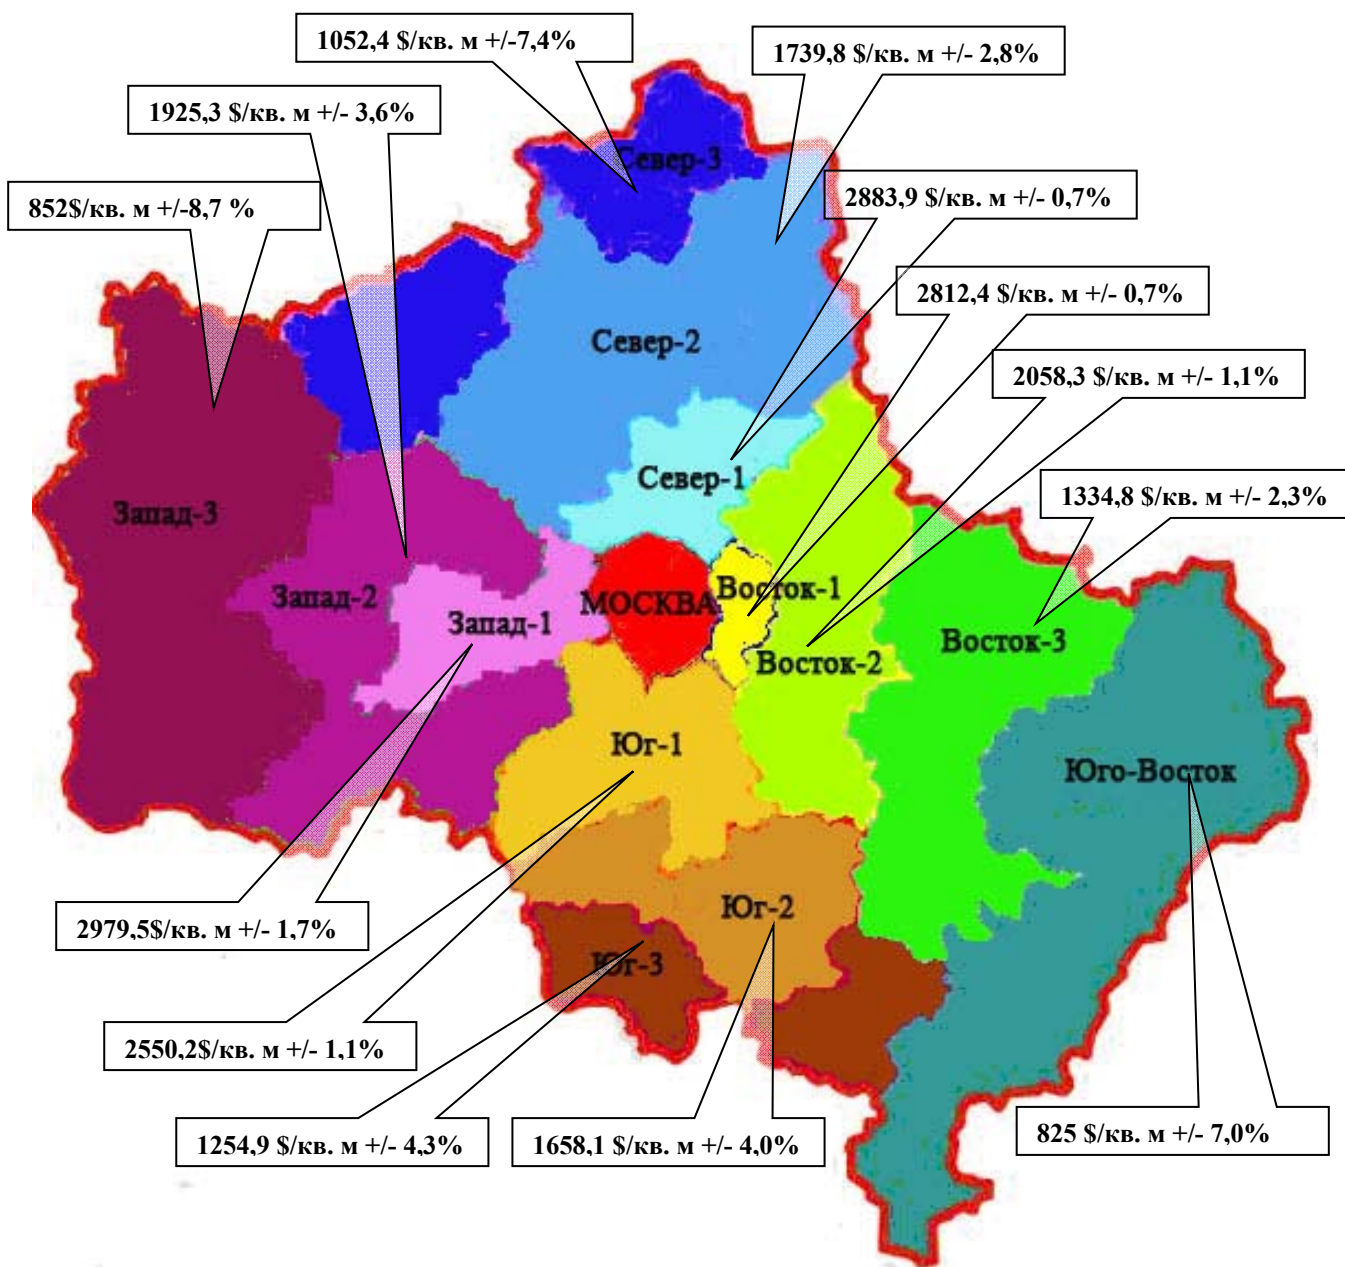 1052,4 $/кв. м +/-7,4%
1739,8 $/кв. м +/- 2,8%
1925,3 $/кв. м +/- 3,6%
Север-3
852$/кв. м +/-8,7 %
2883,9 $/кв. м +/- 0,7%
2812,4 $/кв. м +/- 0,7%
Север-2
2058,3 $/кв. м +/- 1,1%
Север-1
1334,8 $/кв. м +/- 2,3%
Запад-3
Запад-2
МОСКВА
Восток-1
Запад-1
Восток-3
Восток-2
Юг-1
Юго-Восток
2979,5$/кв. м +/- 1,7%
Юг-2
Юг-3
2550,2$/кв. м +/- 1,1%
1254,9 $/кв. м +/- 4,3%
1658,1 $/кв. м +/- 4,0%
825 $/кв. м +/- 7,0%